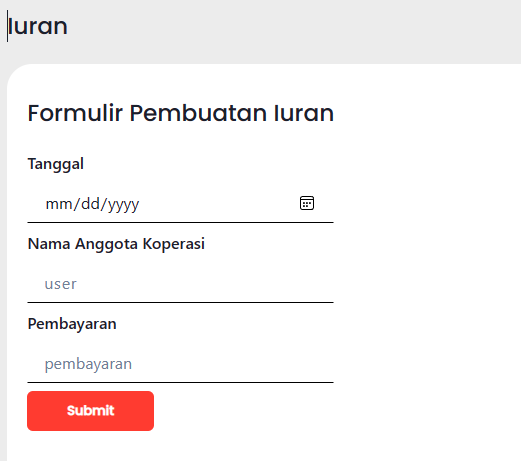 Iuran
Formulir Pembuatan Iuran
Tanggal
mm/dd/yyyy
Nama Anggota Koperasi
user
Pembayaran
pembayaran
Submit